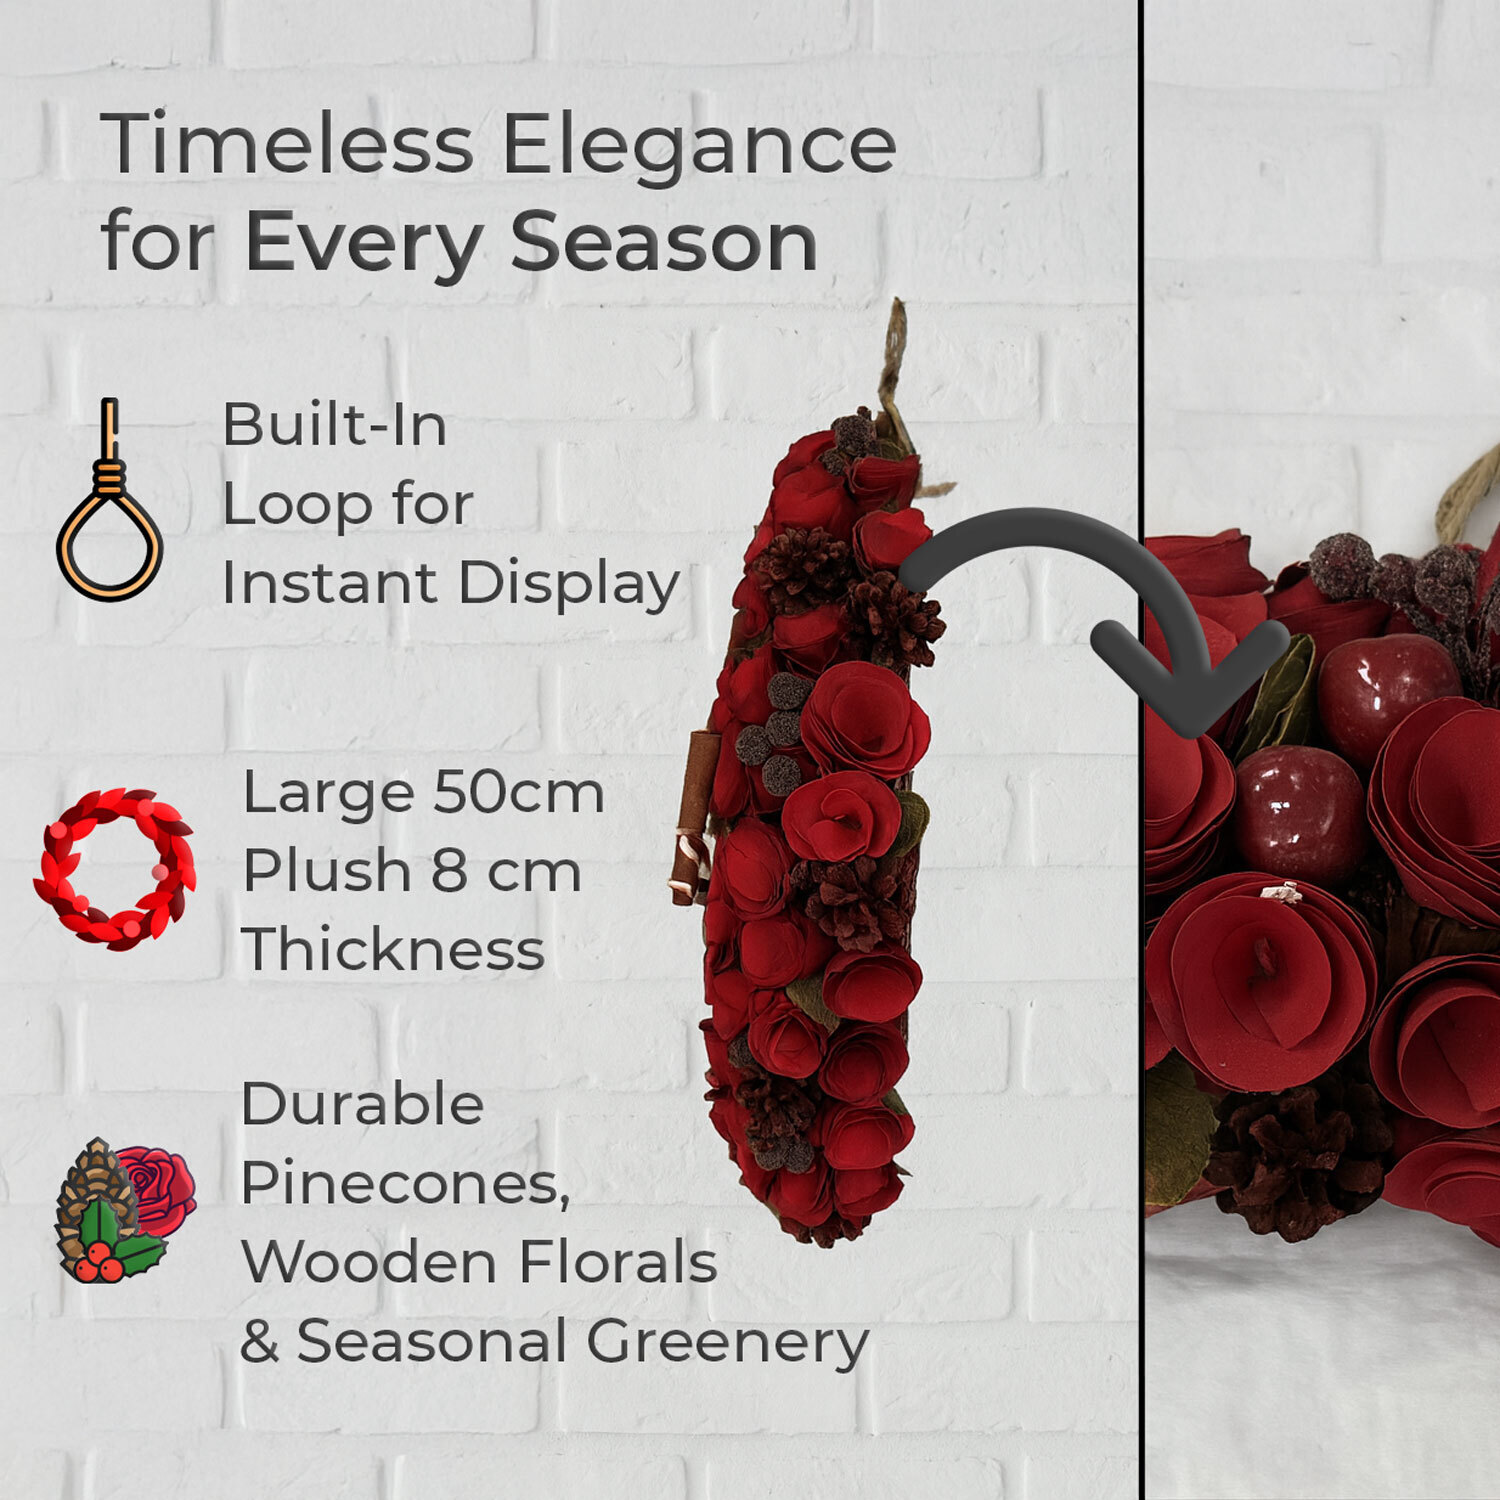 Timeless Elegance
for Every Season
Built-In
Loop for
Instant Display
Large 50cm
Plush 8 cm
Thickness
Durable
Pinecones,
Wooden Florals
& Seasonal Greenery